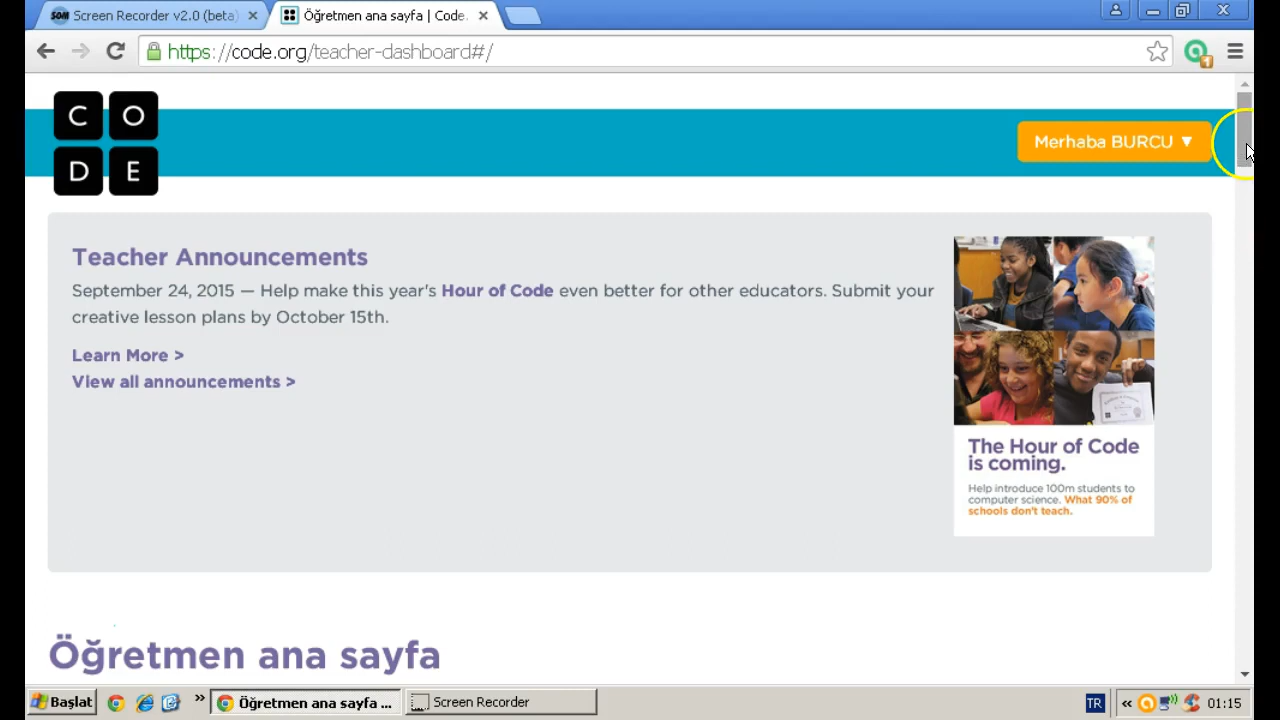 Screen Recorder v2.0 (beta)
Öğretmen ana sayfa | Code.
https://code.org/teacher-dashboard#/
C O
D E
Merhaba BURCU ▼
Teacher Announcements
September 24, 2015 — Help make this year's Hour of Code even better for other educators. Submit your
creative lesson plans by October 15th.
Learn More >
View all announcements >
The Hour of Code
is coming.
Help introduce 100m students to
computer science. What 90% of
schools don't teach.
Öğretmen ana sayfa
Başlat
»
Öğretmen ana sayfa ...
Screen Recorder
TR
«
01:15